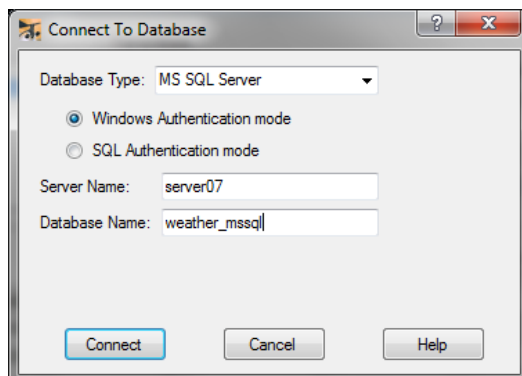 Connect To Database
?
X
Database Type: MS SQL Server
Windows Authentication mode
SQL Authentication mode
Server Name: server07
Database Name: weather_mssql
Connect Cancel Help